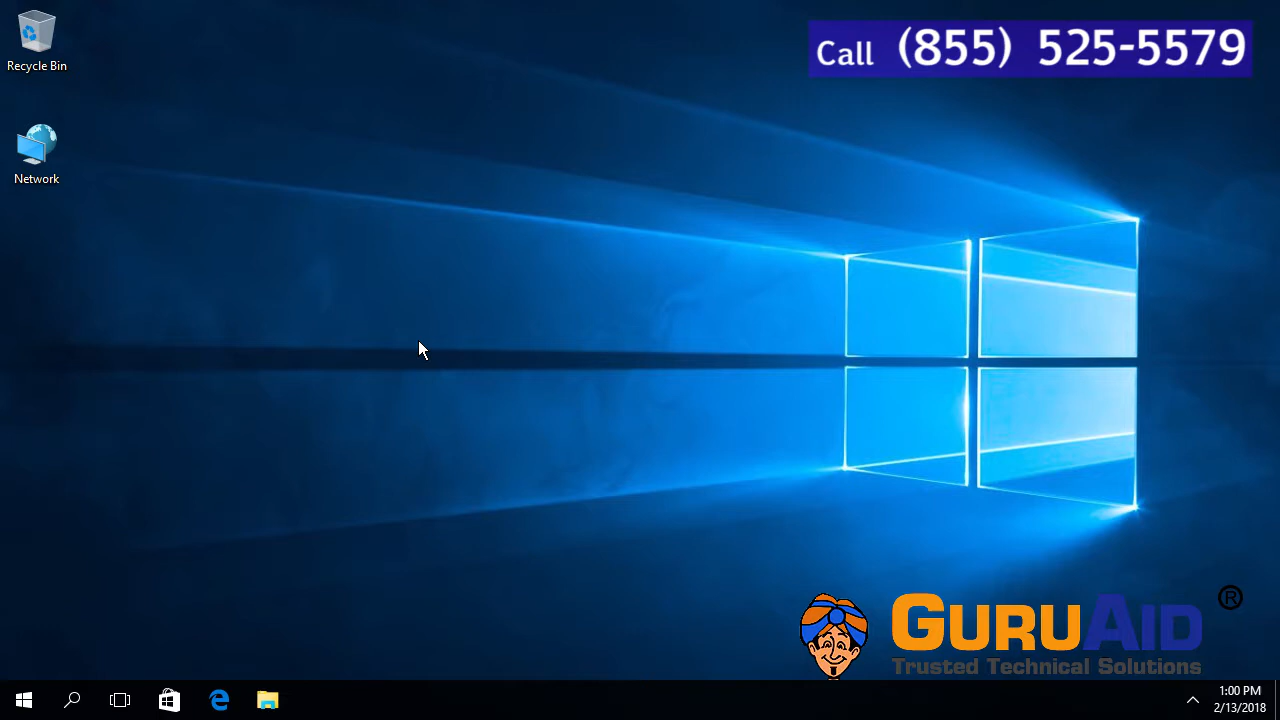 Recycle Bin
Call (855) 525-5579
Network
®
GURUAID
Trusted Technical Solutions
1:00 PM
2/13/2018